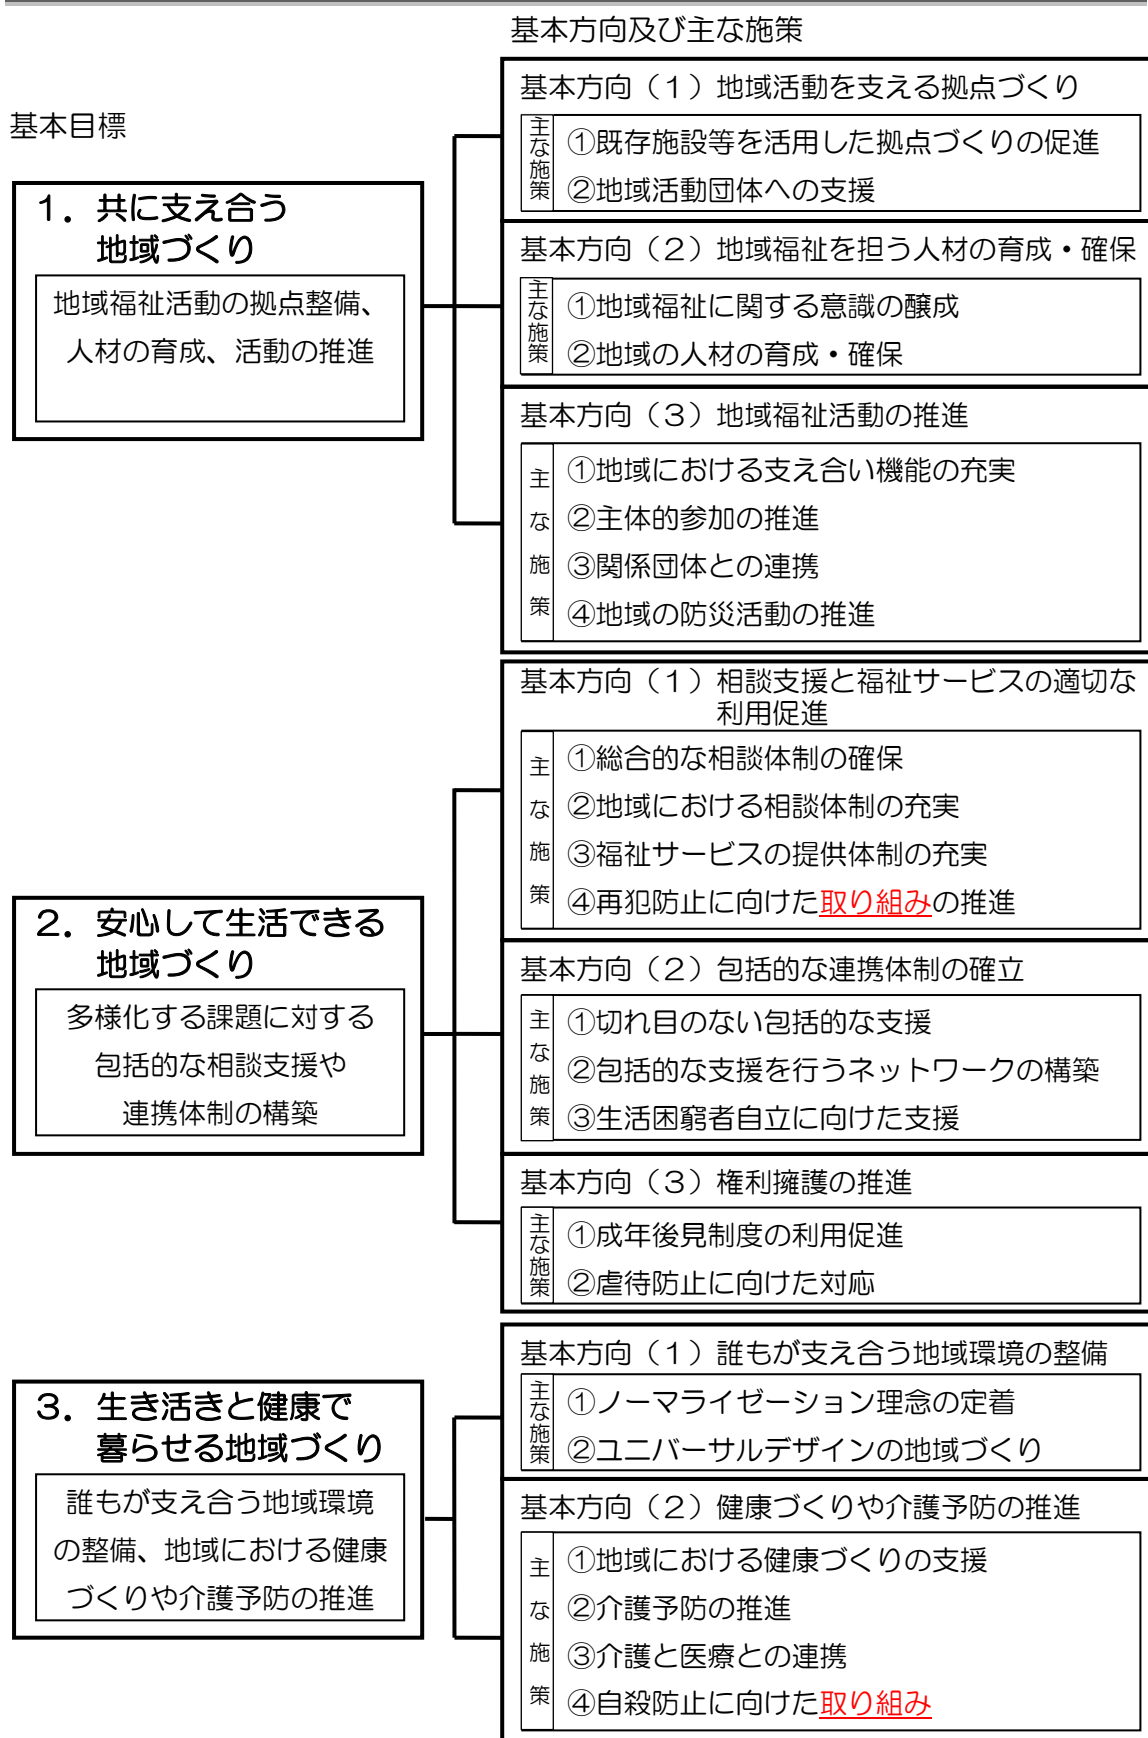 基本方向及び主な施策
基本目標
１．共に支え合う
地域づくり
地域福祉活動の拠点整備、
人材の育成、活動の推進
基本方向（１）地域活動を支える拠点づくり
主な施策
①既存施設等を活用した拠点づくりの促進
②地域活動団体への支援
基本方向（２）地域福祉を担う人材の育成・確保
主な施策
①地域福祉に関する意識の醸成
②地域の人材の育成・確保
基本方向（３）地域福祉活動の推進
主な施策
①地域における支え合い機能の充実
②主体的参加の推進
③関係団体との連携
④地域の防災活動の推進
２．安心して生活できる
地域づくり
多様化する課題に対する
包括的な相談支援や
連携体制の構築
基本方向（１）相談支援と福祉サービスの適切な
利用促進
主な施策
①総合的な相談体制の確保
②地域における相談体制の充実
③福祉サービスの提供体制の充実
④再犯防止に向けた取り組みの推進
基本方向（２）包括的な連携体制の確立
主な施策
①切れ目のない包括的な支援
②包括的な支援を行うネットワークの構築
③生活困窮者自立に向けた支援
基本方向（３）権利擁護の推進
主な施策
①成年後見制度の利用促進
②虐待防止に向けた対応
３．生き活きと健康で
暮らせる地域づくり
誰もが支え合う地域環境
の整備、地域における健康
づくりや介護予防の推進
基本方向（１）誰もが支え合う地域環境の整備
主な施策
①ノーマライゼーション理念の定着
②ユニバーサルデザインの地域づくり
基本方向（２）健康づくりや介護予防の推進
主な施策
①地域における健康づくりの支援
②介護予防の推進
③介護と医療との連携
④自殺防止に向けた取り組み